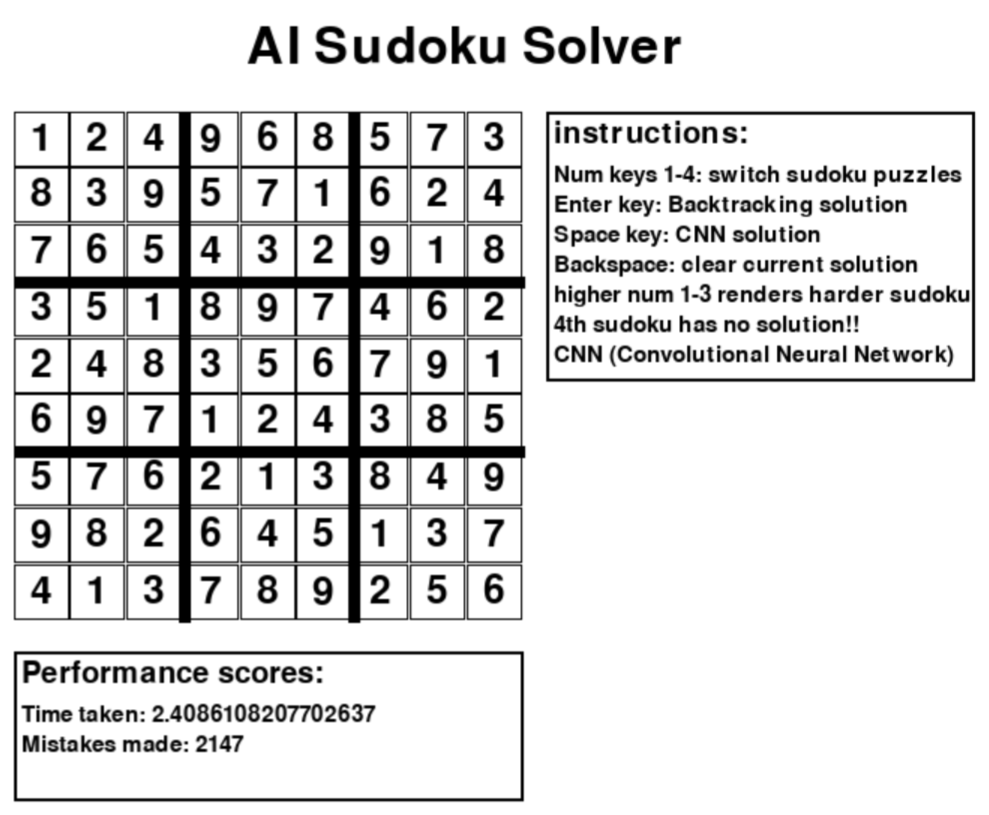 AI Sudoku Solver
1 2 4 9 6 8 5 7 3
8 3 9 5 7 1 6 2 4
7 6 5 4 3 2 9 1 8
3 5 1 8 9 7 4 6 2
2 4 8 3 5 6 7 9 1
6 9 7 1 2 4 3 8 5
5 7 6 2 1 3 8 4 9
9 8 2 6 4 5 1 3 7
4 1 3 7 8 9 2 5 6
instructions:
Num keys 1-4: switch sudoku puzzles
Enter key: Backtracking solution
Space key: CNN solution
Backspace: clear current solution
higher num 1-3 renders harder sudoku
4th sudoku has no solution!!
CNN (Convolutional Neural Network)
Performance scores:
Time taken: 2.4086108207702637
Mistakes made: 2147